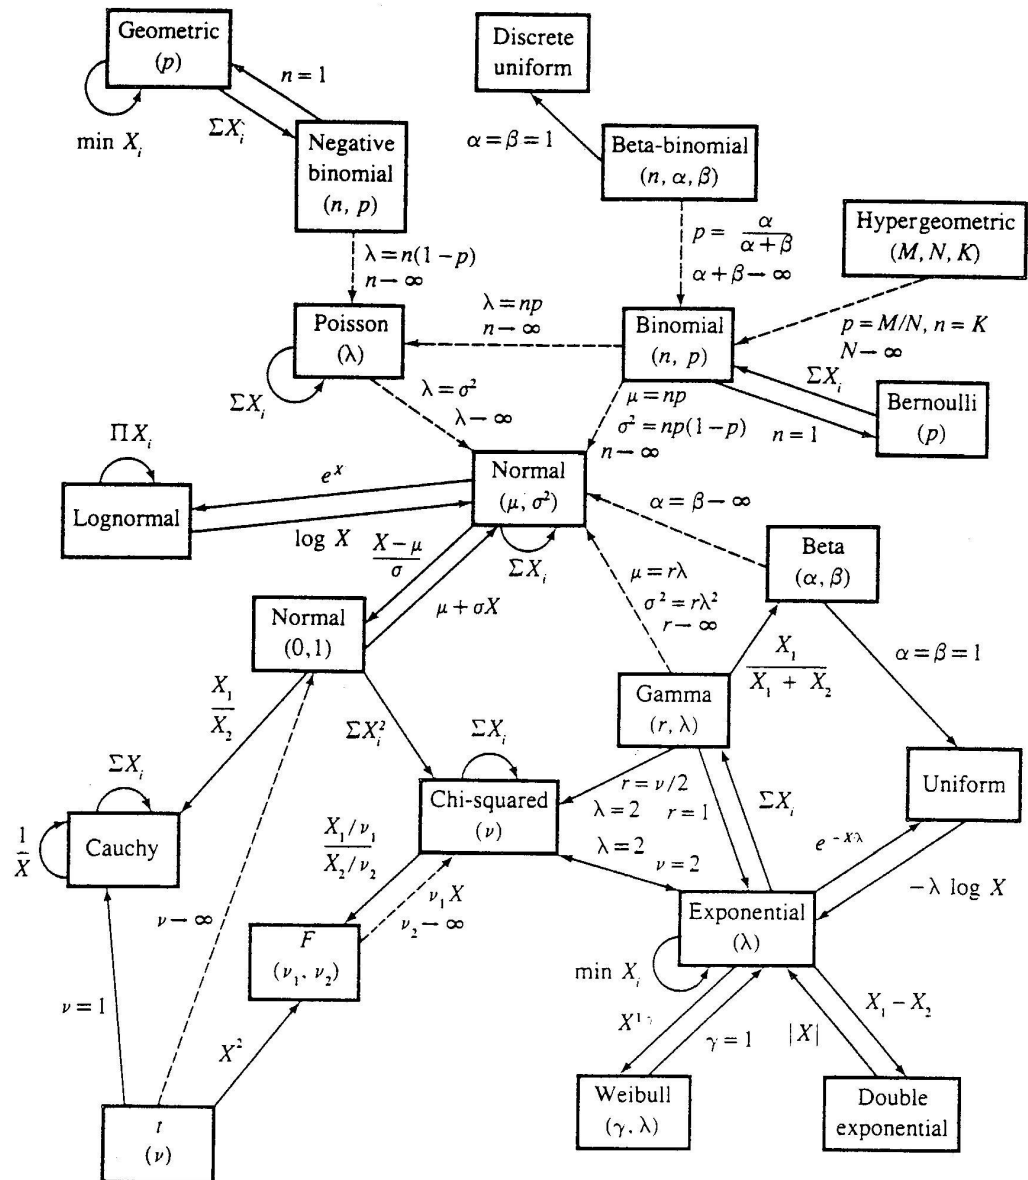 Geometric
(p)
n = 1
min X_i
ΣX_i
Negative
binomial
(n, p)
Discrete
uniform
α = β = 1
Beta-binomial
(n, α, β)
p = α/(α + β)
α + β → ∞
Hypergeometric
(M, N, K)
λ = n(1 − p)
n → ∞
Poisson
(λ)
λ = np
n → ∞
Binomial
(n, p)
p = M/N, n = K
N → ∞
ΣX_i
Bernoulli
(p)
n = 1
ΣX_i
λ = σ²
λ → ∞
μ = np
σ² = np(1 − p)
n → ∞
ΠX_i
Lognormal
e^X
log X
Normal
(μ, σ²)
ΣX_i
α = β → ∞
Beta
(α, β)
(X − μ)/σ
μ + σX
μ = rλ
σ² = rλ²
r → ∞
Normal
(0,1)
X_1/(X_1 + X_2)
α = β = 1
Gamma
(r, λ)
X_1/X_2
ΣX_i²
ΣX_i
ΣX_i
Cauchy
1/X
Chi-squared
(ν)
r = ν/2
λ = 2
r = 1
ΣX_i
Uniform
(X_1/ν_1)/(X_2/ν_2)
λ = 2
ν = 2
e^−Xλ
−λ log X
ν → ∞
ν_1X
ν_2 → ∞
F
(ν_1, ν_2)
Exponential
(λ)
min X_i
ν = 1
X²
γ = 1
|X|
X_1 − X_2
t
(ν)
Weibull
(γ, λ)
Double
exponential